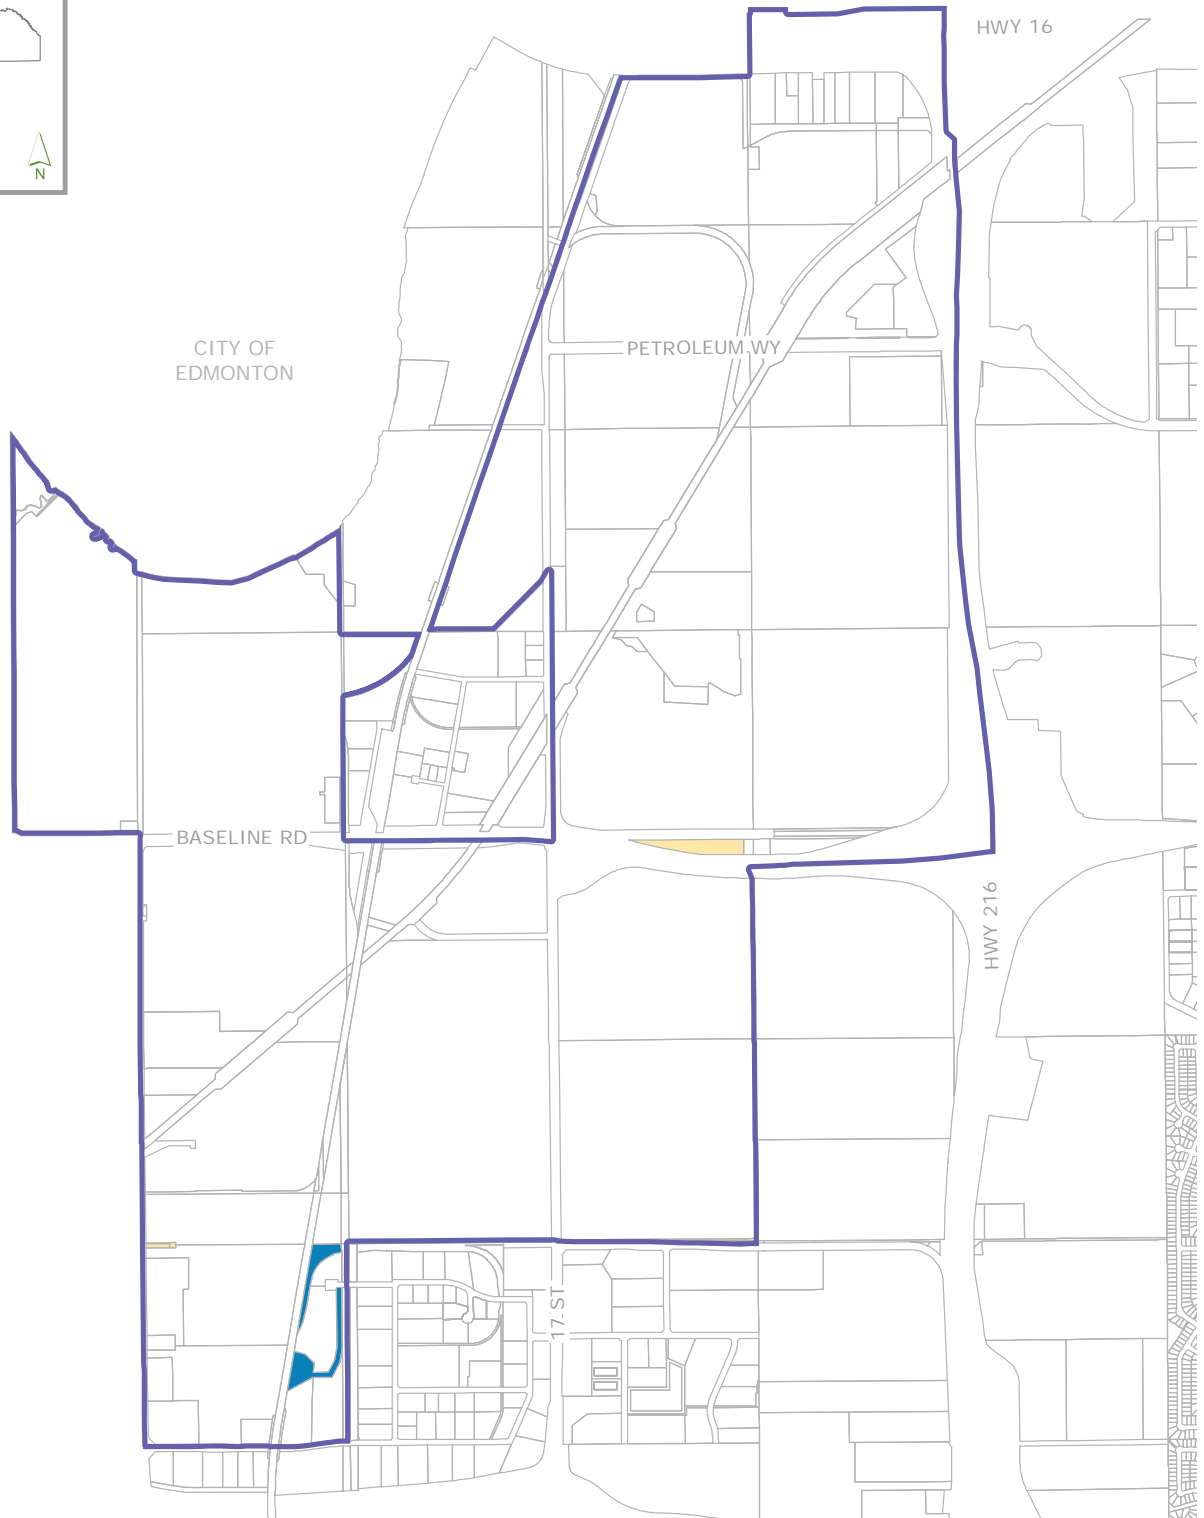 HWY 16
N
CITY OF
EDMONTON
PETROLEUM WY
BASELINE RD
HWY 216
17 ST